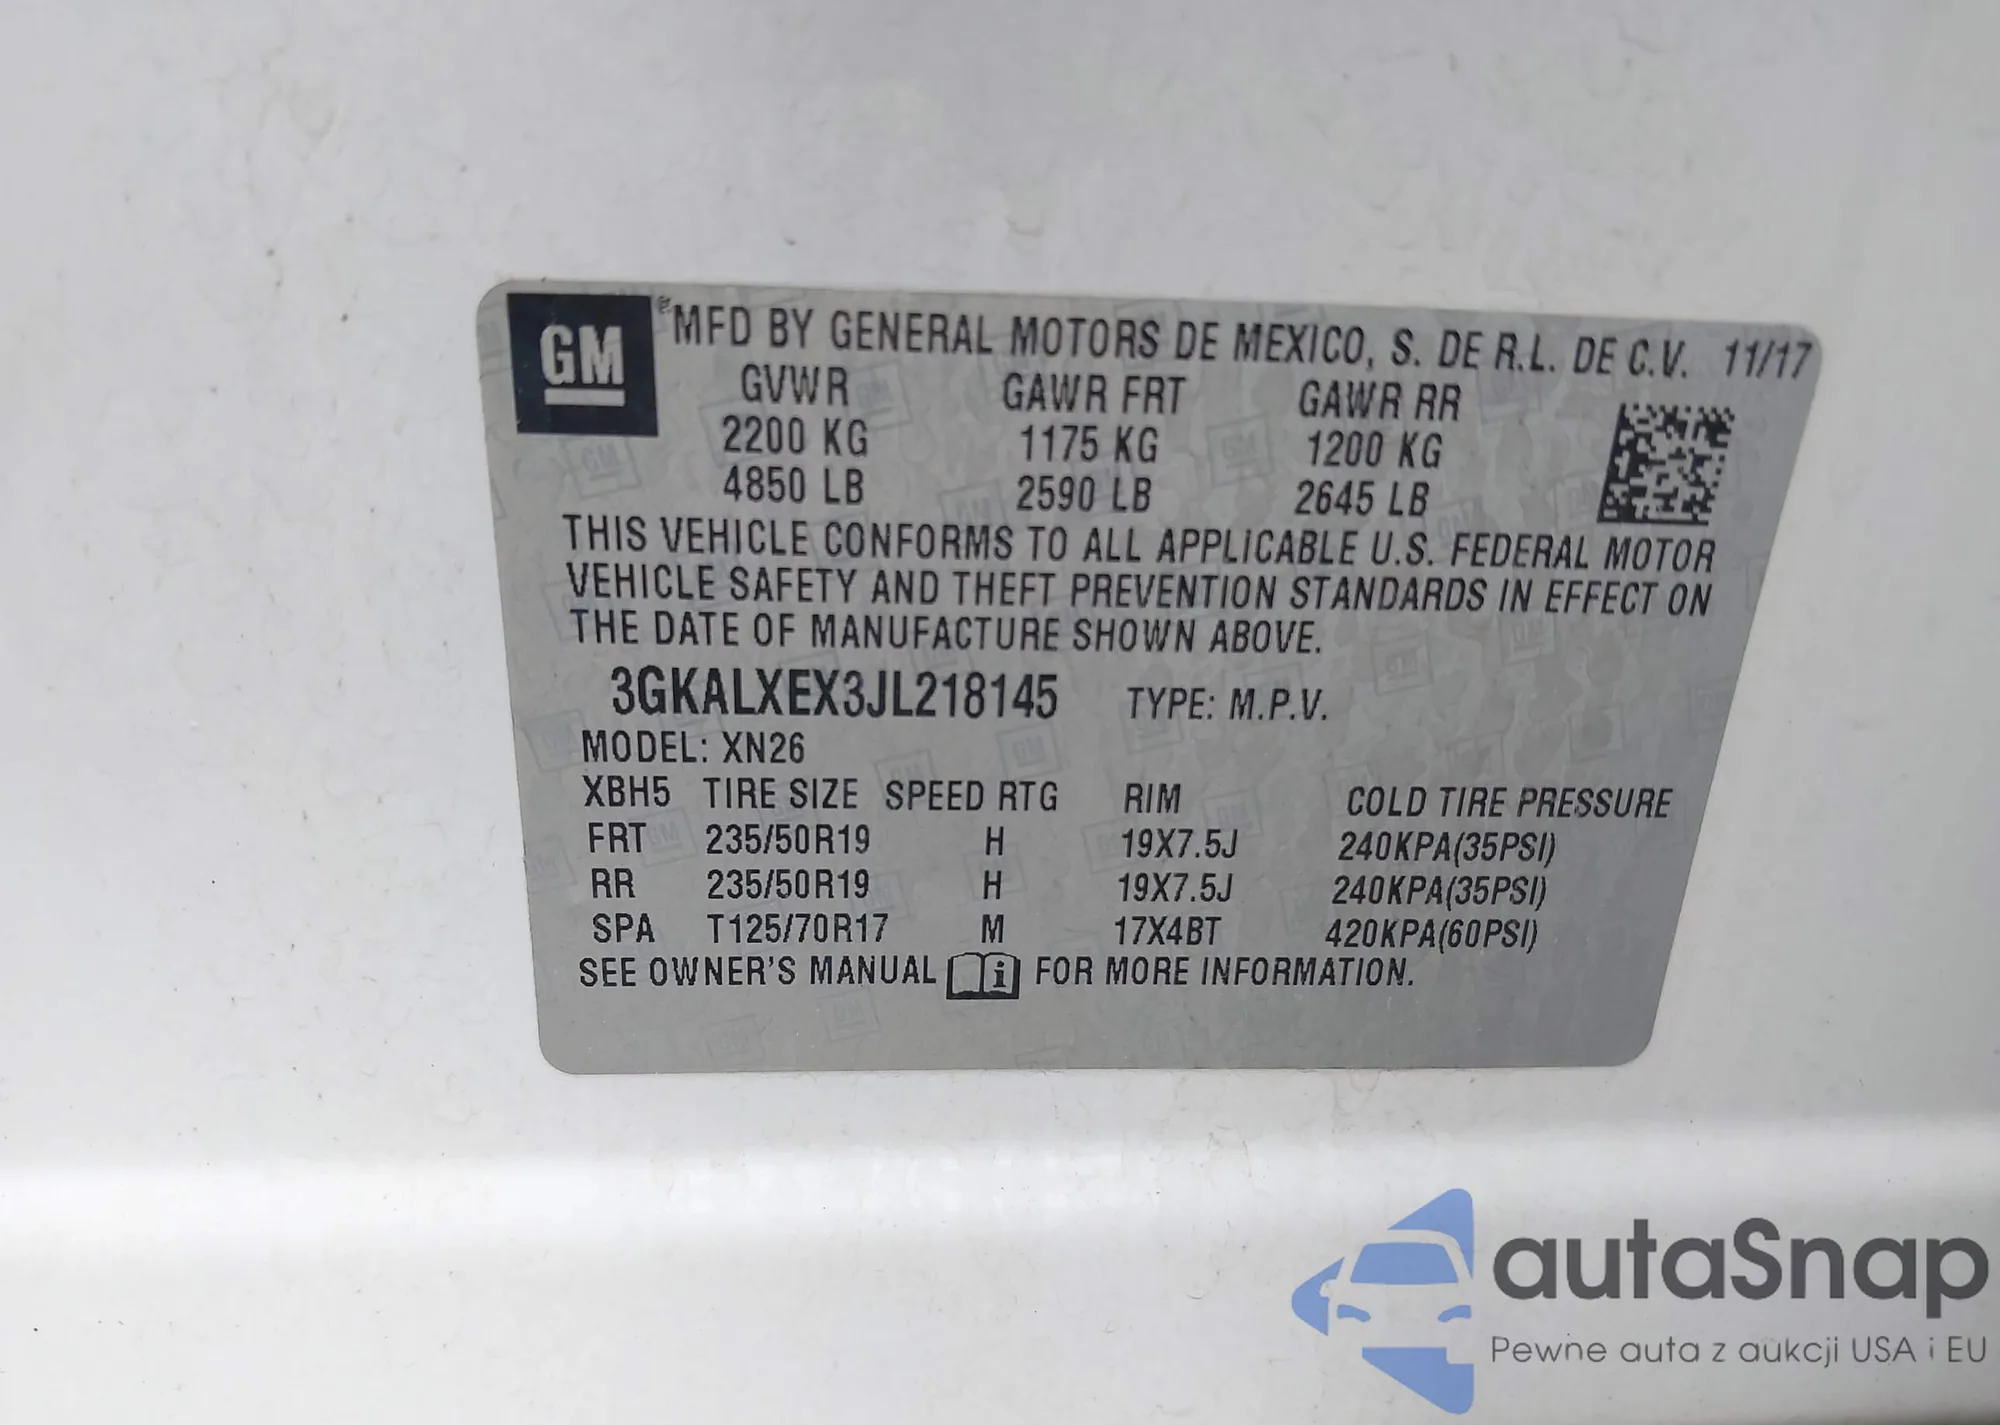 GM
MFD BY GENERAL MOTORS DE MEXICO, S. DE R.L. DE C.V. 11/17
GVWR GAWR FRT GAWR RR
2200 KG 1175 KG 1200 KG
4850 LB 2590 LB 2645 LB
THIS VEHICLE CONFORMS TO ALL APPLICABLE U.S. FEDERAL MOTOR
VEHICLE SAFETY AND THEFT PREVENTION STANDARDS IN EFFECT ON
THE DATE OF MANUFACTURE SHOWN ABOVE.
3GKALXEX3JL218145 TYPE: M.P.V.
MODEL: XN26
XBH5 TIRE SIZE SPEED RTG RIM COLD TIRE PRESSURE
FRT 235/50R19 H 19X7.5J 240KPA(35PSI)
RR 235/50R19 H 19X7.5J 240KPA(35PSI)
SPA T125/70R17 M 17X4BT 420KPA(60PSI)
SEE OWNER'S MANUAL i FOR MORE INFORMATION.
autaSnap
Pewne auta z aukcji USA i EU